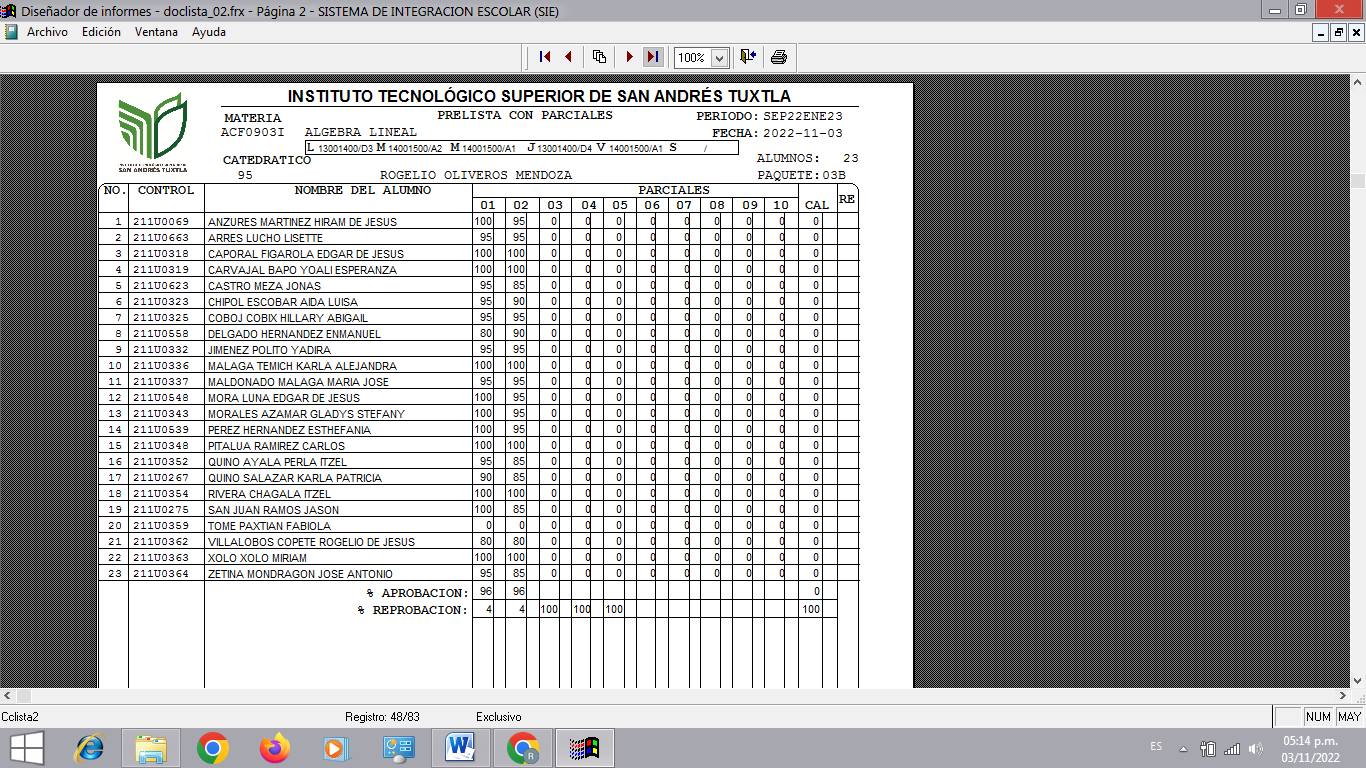 Diseñador de informes - doclista_02.frx - Página 2 - SISTEMA DE INTEGRACION ESCOLAR (SIE)
Archivo Edición Ventana Ayuda
100%
INSTITUTO TECNOLÓGICO SUPERIOR DE SAN ANDRÉS TUXTLA
MATERIA PRELISTA CON PARCIALES PERIODO: SEP22ENE23
ACF0903I ALGEBRA LINEAL FECHA: 2022-11-03
L 13001400/D3 M 14001500/A2 M 14001500/A1 J 13001400/D4 V 14001500/A1 S /
CATEDRATICO ALUMNOS: 23
95 ROGELIO OLIVEROS MENDOZA PAQUETE:03B
SAN ANDRÉS TUXTLA
NO. CONTROL NOMBRE DEL ALUMNO PARCIALES
01 02 03 04 05 06 07 08 09 10 CAL RE
1 211U0069 ANZURES MARTINEZ HIRAM DE JESUS 100 95 0 0 0 0 0 0 0 0 0
2 211U0663 ARRES LUCHO LISETTE 95 95 0 0 0 0 0 0 0 0 0
3 211U0318 CAPORAL FIGAROLA EDGAR DE JESUS 100 100 0 0 0 0 0 0 0 0 0
4 211U0319 CARVAJAL BAPO YOALI ESPERANZA 100 100 0 0 0 0 0 0 0 0 0
5 211U0623 CASTRO MEZA JONAS 95 85 0 0 0 0 0 0 0 0 0
6 211U0323 CHIPOL ESCOBAR AIDA LUISA 95 90 0 0 0 0 0 0 0 0 0
7 211U0325 COBOJ COBIX HILLARY ABIGAIL 95 95 0 0 0 0 0 0 0 0 0
8 211U0558 DELGADO HERNANDEZ ENMANUEL 80 90 0 0 0 0 0 0 0 0 0
9 211U0332 JIMENEZ POLITO YADIRA 95 95 0 0 0 0 0 0 0 0 0
10 211U0336 MALAGA TEMICH KARLA ALEJANDRA 100 100 0 0 0 0 0 0 0 0 0
11 211U0337 MALDONADO MALAGA MARIA JOSE 95 95 0 0 0 0 0 0 0 0 0
12 211U0548 MORA LUNA EDGAR DE JESUS 100 95 0 0 0 0 0 0 0 0 0
13 211U0343 MORALES AZAMAR GLADYS STEFANY 100 95 0 0 0 0 0 0 0 0 0
14 211U0539 PEREZ HERNANDEZ ESTHEFANIA 100 95 0 0 0 0 0 0 0 0 0
15 211U0348 PITALUA RAMIREZ CARLOS 100 100 0 0 0 0 0 0 0 0 0
16 211U0352 QUINO AYALA PERLA ITZEL 95 85 0 0 0 0 0 0 0 0 0
17 211U0267 QUINO SALAZAR KARLA PATRICIA 90 85 0 0 0 0 0 0 0 0 0
18 211U0354 RIVERA CHAGALA ITZEL 100 100 0 0 0 0 0 0 0 0 0
19 211U0275 SAN JUAN RAMOS JASON 100 85 0 0 0 0 0 0 0 0 0
20 211U0359 TOME PAXTIAN FABIOLA 0 0 0 0 0 0 0 0 0 0 0
21 211U0362 VILLALOBOS COPETE ROGELIO DE JESUS 80 80 0 0 0 0 0 0 0 0 0
22 211U0363 XOLO XOLO MIRIAM 100 100 0 0 0 0 0 0 0 0 0
23 211U0364 ZETINA MONDRAGON JOSE ANTONIO 95 85 0 0 0 0 0 0 0 0 0
% APROBACION: 96 96 0
% REPROBACION: 4 4 100 100 100 100
Cclista2 Registro: 48/83 Exclusivo NUM MAY
ES 05:14 p.m.
03/11/2022